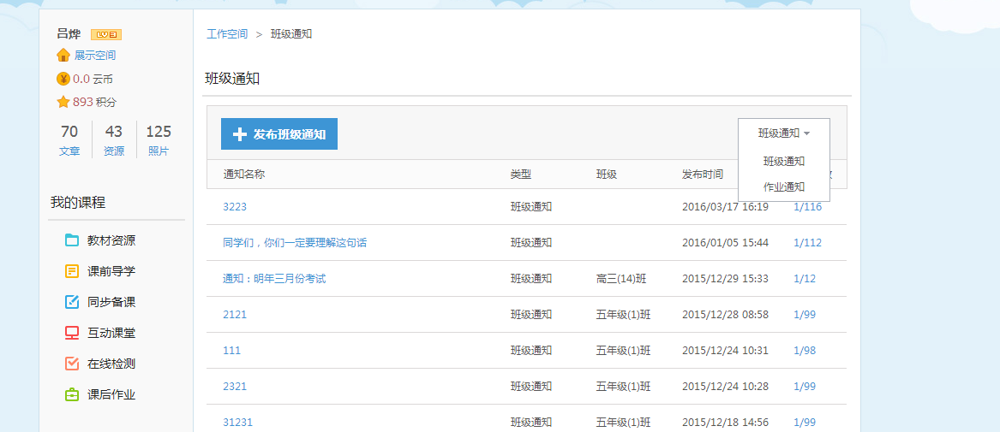 吕烨 LV 3
展示空间
0.0 云币
893 积分
70 43 125
文章 资源 照片
我的课程
教材资源
课前导学
同步备课
互动课堂
在线检测
课后作业
工作空间 > 班级通知
班级通知
发布班级通知
班级通知
班级通知
作业通知
通知名称 类型 班级 发布时间
3223 班级通知 2016/03/17 16:19 1/116
同学们，你们一定要理解这句话 班级通知 2016/01/05 15:44 1/112
通知：明年三月份考试 班级通知 高三(14)班 2015/12/29 15:33 1/12
2121 班级通知 五年级(1)班 2015/12/28 08:58 1/99
111 班级通知 五年级(1)班 2015/12/24 10:31 1/98
2321 班级通知 五年级(1)班 2015/12/24 10:28 1/99
31231 班级通知 五年级(1)班 2015/12/18 14:56 1/99